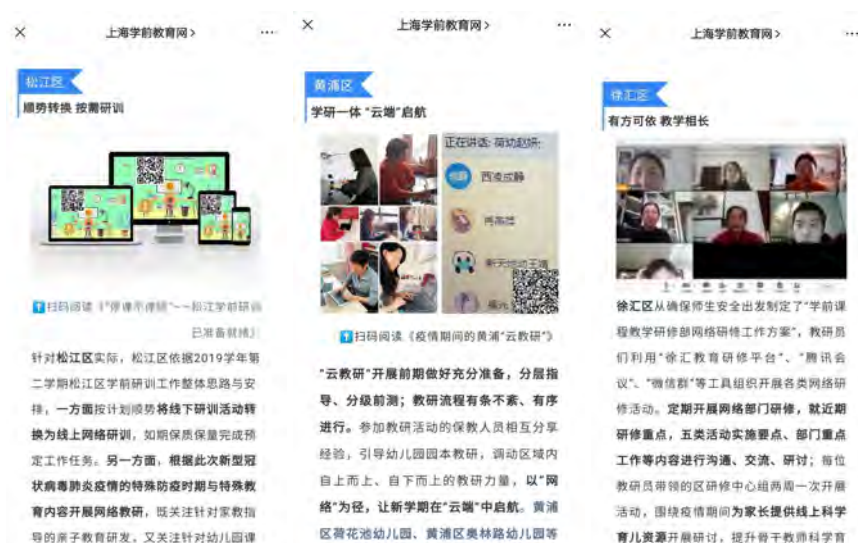 上海学前教育网>
松江区
顺势转换 按需研训
扫码阅读《"停课不停研"~~松江学前研训
已准备就绪》
针对松江区实际，松江区依据2019学年第
二学期松江区学前研训工作整体思路与安
排，一方面按计划顺势将线下研训活动转
换为线上网络研训，如期保质保量完成预
定工作任务。另一方面，根据此次新型冠
状病毒肺炎疫情的特殊防疫时期与特殊教
育内容开展网络教研，既关注针对家教指
导的亲子教育研发，又关注针对幼儿园课
上海学前教育网>
黄浦区
学研一体 "云端"启航
正在讲话: 荷幼赵妍;
西凌成静
扫码阅读《疫情期间的黄浦"云教研"》
"云教研"开展前期做好充分准备，分层指
导、分级前测；教研流程有条不紊、有序
进行。参加教研活动的保教人员相互分享
经验，引导幼儿园园本教研，调动区域内
自上而上、自下而上的教研力量，以"网
络"为径，让新学期在"云端"中启航。黄浦
区荷花池幼儿园、黄浦区奥林路幼儿园等
上海学前教育网>
徐汇区
有方可依 教学相长
徐汇区从确保师生安全出发制定了"学前课
程教学研修部网络研修工作方案"，教研员
们利用"徐汇教育研修平台"、"腾讯会
议"、"微信群"等工具组织开展各类网络研
修活动。定期开展网络部门研修，就近期
研修重点，五类活动实施要点、部门重点
工作等内容进行沟通、交流、研讨；每位
教研员带领的区研修中心组两周一次开展
活动，围绕疫情期间为家长提供线上科学
育儿资源开展研讨，提升骨干教师科学育